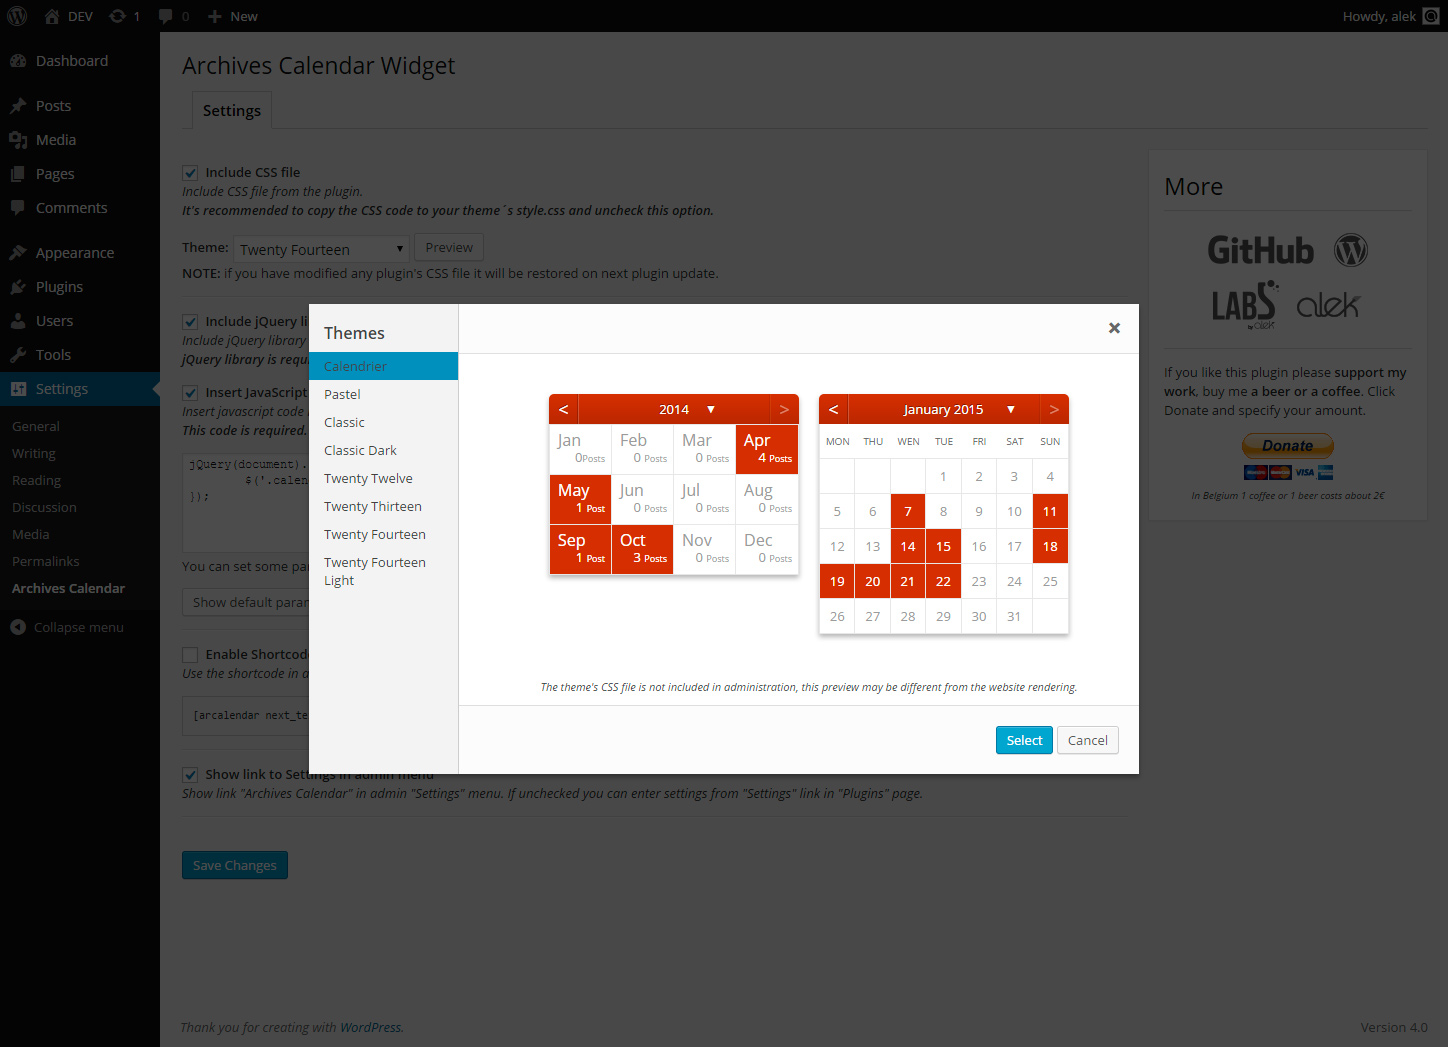 DEV 1 0 New
Howdy, alek
Dashboard
Posts
Media
Pages
Comments
Appearance
Plugins
Users
Tools
Settings
General
Writing
Reading
Discussion
Media
Permalinks
Archives Calendar
Collapse menu
Archives Calendar Widget
Settings
Include CSS file
Include CSS file from the plugin.
It's recommended to copy the CSS code to your theme´s style.css and uncheck this option.
Theme: Twenty Fourteen Preview
NOTE: if you have modified any plugin's CSS file it will be restored on next plugin update.
Include jQuery
Include jQuery library
jQuery library is
Insert JavaScript
Insert javascript code
This code is required.
jQuery(document).
$('.calen
});
You can set some
Show default
Enable
Use the shortcode in
[arcalendar
Show link to Settings in admin menu
Show link "Archives Calendar" in admin "Settings" menu. If unchecked you can enter settings from "Settings" link in "Plugins" page.
Save Changes
Themes
Calendrier
Pastel
Classic
Classic Dark
Twenty Twelve
Twenty Thirteen
Twenty Fourteen
Twenty Fourteen
Light
< 2014 ▼ >
Jan Feb Mar Apr
0Posts 0 Posts 0 Posts 4 Posts
May Jun Jul Aug
1 Post 0 Posts 0 Posts 0 Posts
Sep Oct Nov Dec
1 Post 3 Posts 0 Posts 0 Posts
< January 2015 ▼ >
MON THU WEN TUE FRI SAT SUN
1 2 3 4
5 6 7 8 9 10 11
12 13 14 15 16 17 18
19 20 21 22 23 24 25
26 27 28 29 30 31
The theme's CSS file is not included in administration, this preview may be different from the website rendering.
Select Cancel
More
GitHub
LABS by alek alek
If you like this plugin please support my
work, buy me a beer or a coffee. Click
Donate and specify your amount.
Donate
VISA
In Belgium 1 coffee or 1 beer costs about 2€
Thank you for creating with WordPress.
Version 4.0